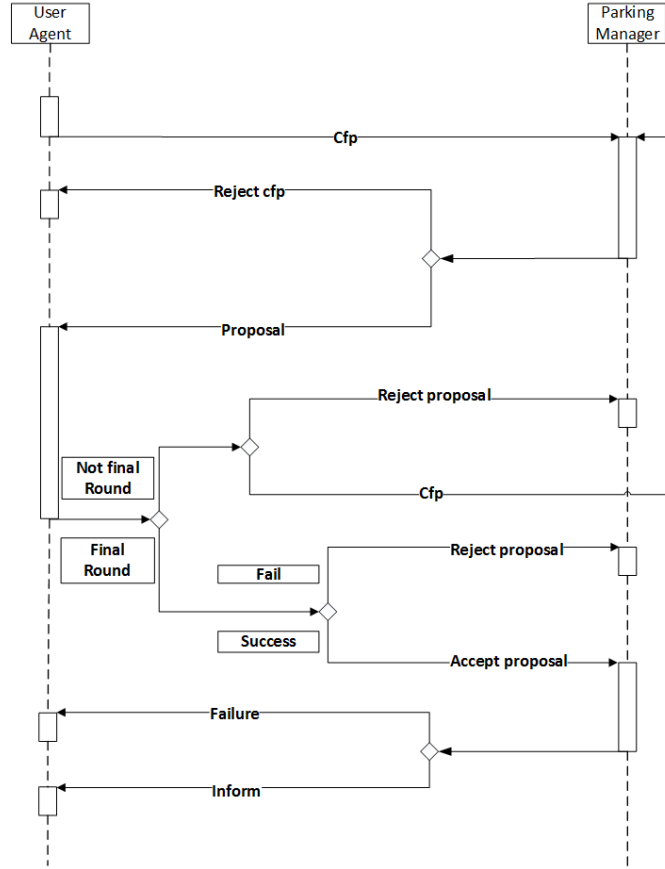 User
Agent
Parking
Manager
Cfp
Reject cfp
Proposal
Reject proposal
Not final
Round
Cfp
Final
Round
Reject proposal
Fail
Success
Accept proposal
Failure
Inform